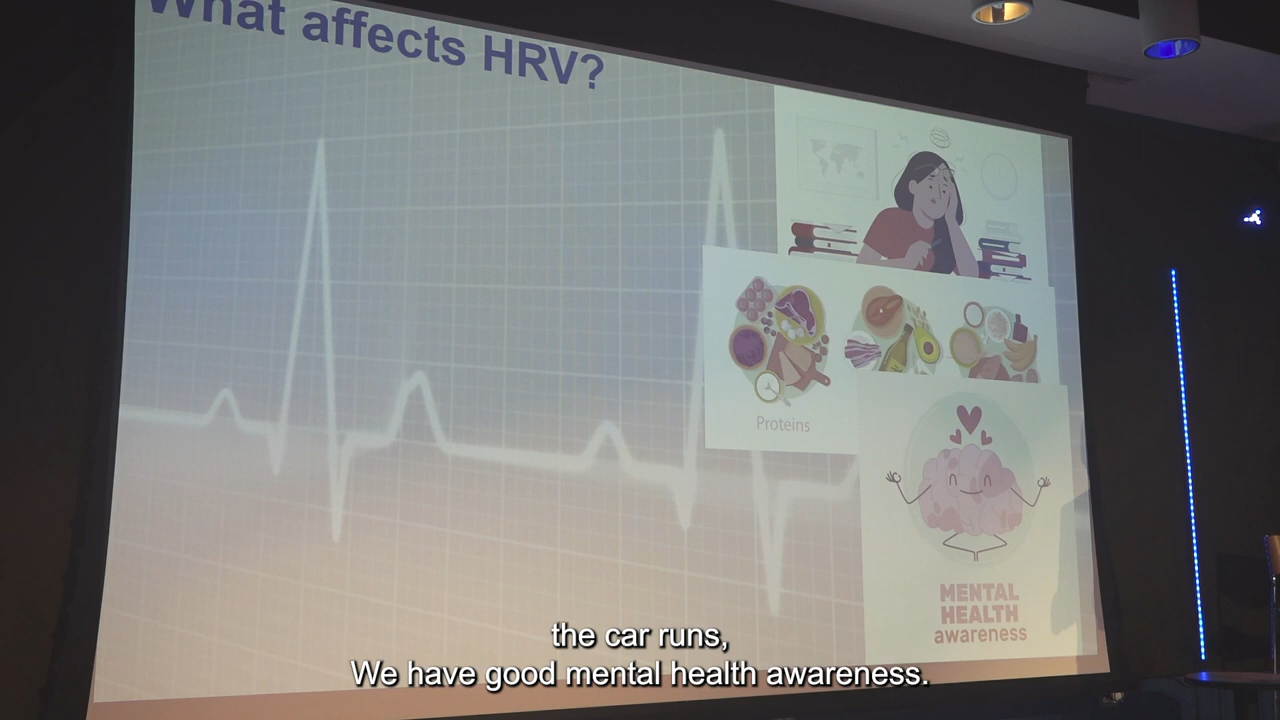 What affects HRV?
Proteins
MENTAL
HEALTH
awareness
the car runs,
We have good mental health awareness.